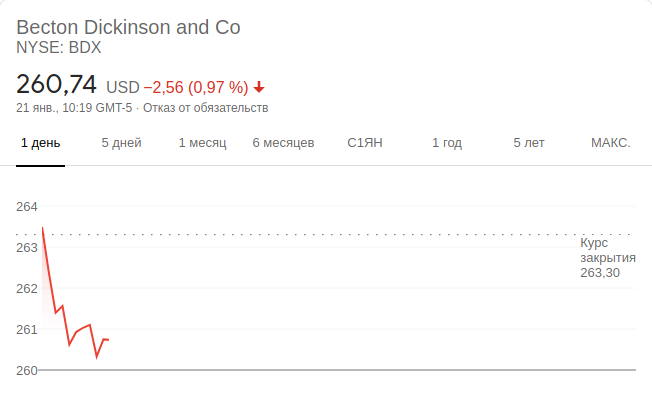 Becton Dickinson and Co
NYSE: BDX
260,74 USD −2,56 (0,97 %)
21 янв., 10:19 GMT-5 · Отказ от обязательств
1 день 5 дней 1 месяц 6 месяцев С1ЯН 1 год 5 лет МАКС.
264
263
262
261
260
Курс
закрытия
263,30